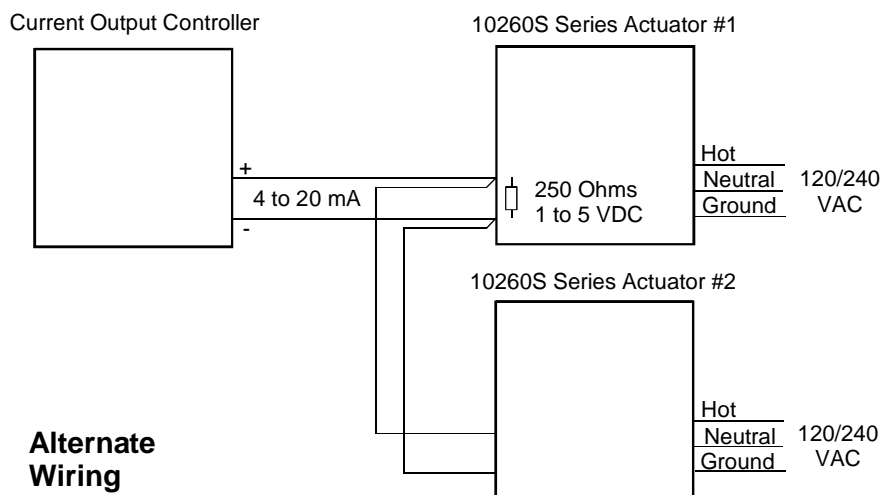 Current Output Controller
10260S Series Actuator #1
+
4 to 20 mA
-
250 Ohms
1 to 5 VDC
Hot
Neutral
Ground
120/240
VAC
10260S Series Actuator #2
Hot
Neutral
Ground
120/240
VAC
Alternate
Wiring